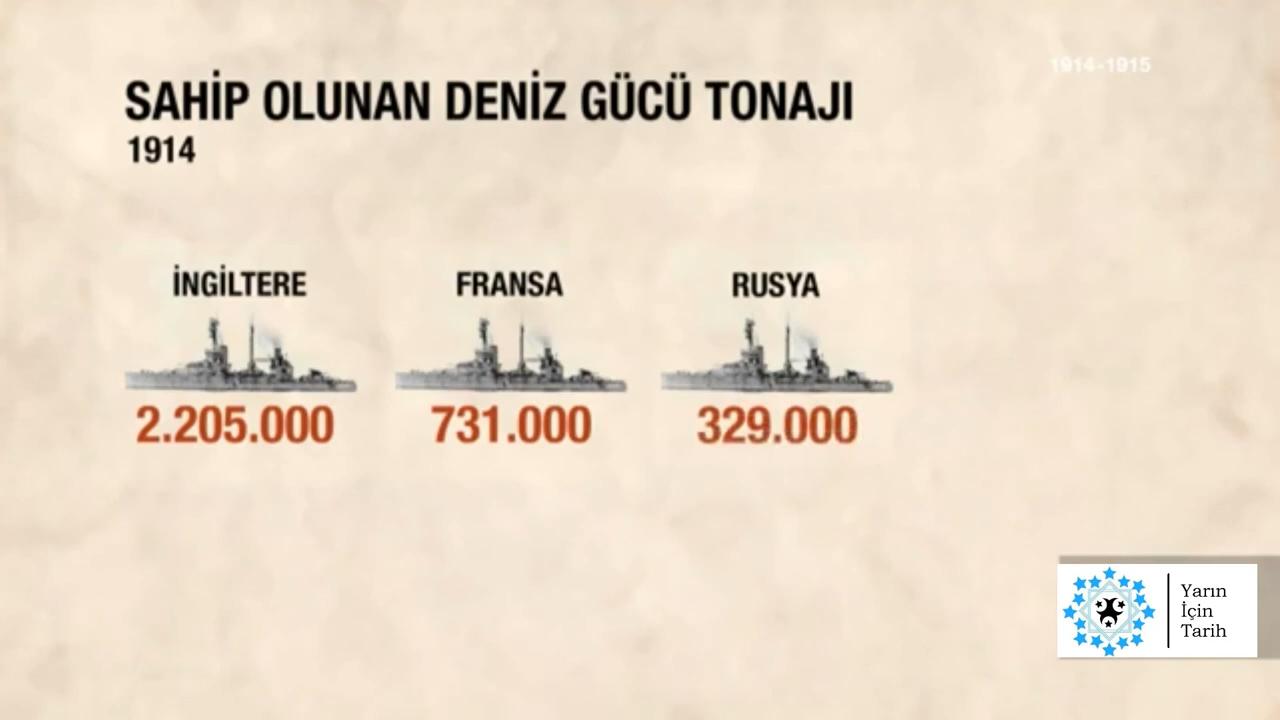 1914-1915
SAHİP OLUNAN DENİZ GÜCÜ TONAJI
1914
İNGİLTERE
FRANSA
RUSYA
2.205.000
731.000
329.000
Yarın
İçin
Tarih